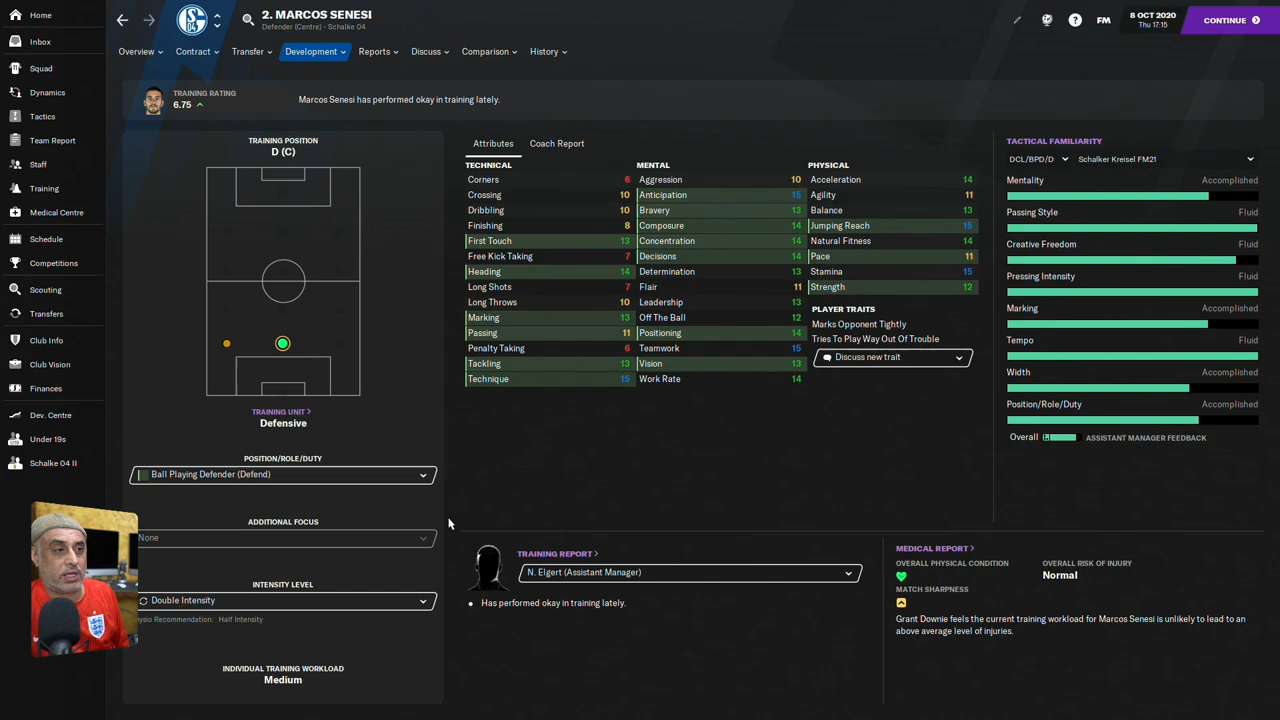 Home
Inbox
Squad
Dynamics
Tactics
Team Report
Staff
Training
Medical Centre
Schedule
Competitions
Scouting
Transfers
Club Info
Club Vision
Finances
Dev. Centre
Under 19s
Schalke 04 II
2. MARCOS SENESI
Defender (Centre) - Schalke 04
FM
8 OCT 2020
Thu 17:15
CONTINUE
Overview
Contract
Transfer
Development
Reports
Discuss
Comparison
History
TRAINING RATING
6.75
Marcos Senesi has performed okay in training lately.
TRAINING POSITION
D (C)
TRAINING UNIT
Defensive
POSITION/ROLE/DUTY
Ball Playing Defender (Defend)
ADDITIONAL FOCUS
None
INTENSITY LEVEL
Double Intensity
ysio Recommendation: Half Intensity
INDIVIDUAL TRAINING WORKLOAD
Medium
Attributes
Coach Report
TECHNICAL
Corners 6
Crossing 10
Dribbling 10
Finishing 8
First Touch 13
Free Kick Taking 7
Heading 14
Long Shots 7
Long Throws 10
Marking 13
Passing 11
Penalty Taking 6
Tackling 13
Technique 15
MENTAL
Aggression 10
Anticipation 15
Bravery 13
Composure 14
Concentration 14
Decisions 14
Determination 13
Flair 11
Leadership 13
Off The Ball 12
Positioning 14
Teamwork 15
Vision 13
Work Rate 14
PHYSICAL
Acceleration 14
Agility 11
Balance 13
Jumping Reach 15
Natural Fitness 14
Pace 11
Stamina 15
Strength 12
PLAYER TRAITS
Marks Opponent Tightly
Tries To Play Way Out Of Trouble
Discuss new trait
TACTICAL FAMILIARITY
DCL/BPD/D
Schalker Kreisel FM21
Mentality Accomplished
Passing Style Fluid
Creative Freedom Fluid
Pressing Intensity Fluid
Marking Accomplished
Tempo Fluid
Width Accomplished
Position/Role/Duty Accomplished
Overall
ASSISTANT MANAGER FEEDBACK
TRAINING REPORT
N. Elgert (Assistant Manager)
Has performed okay in training lately.
MEDICAL REPORT
OVERALL PHYSICAL CONDITION
OVERALL RISK OF INJURY
Normal
MATCH SHARPNESS
Grant Downie feels the current training workload for Marcos Senesi is unlikely to lead to an
above average level of injuries.